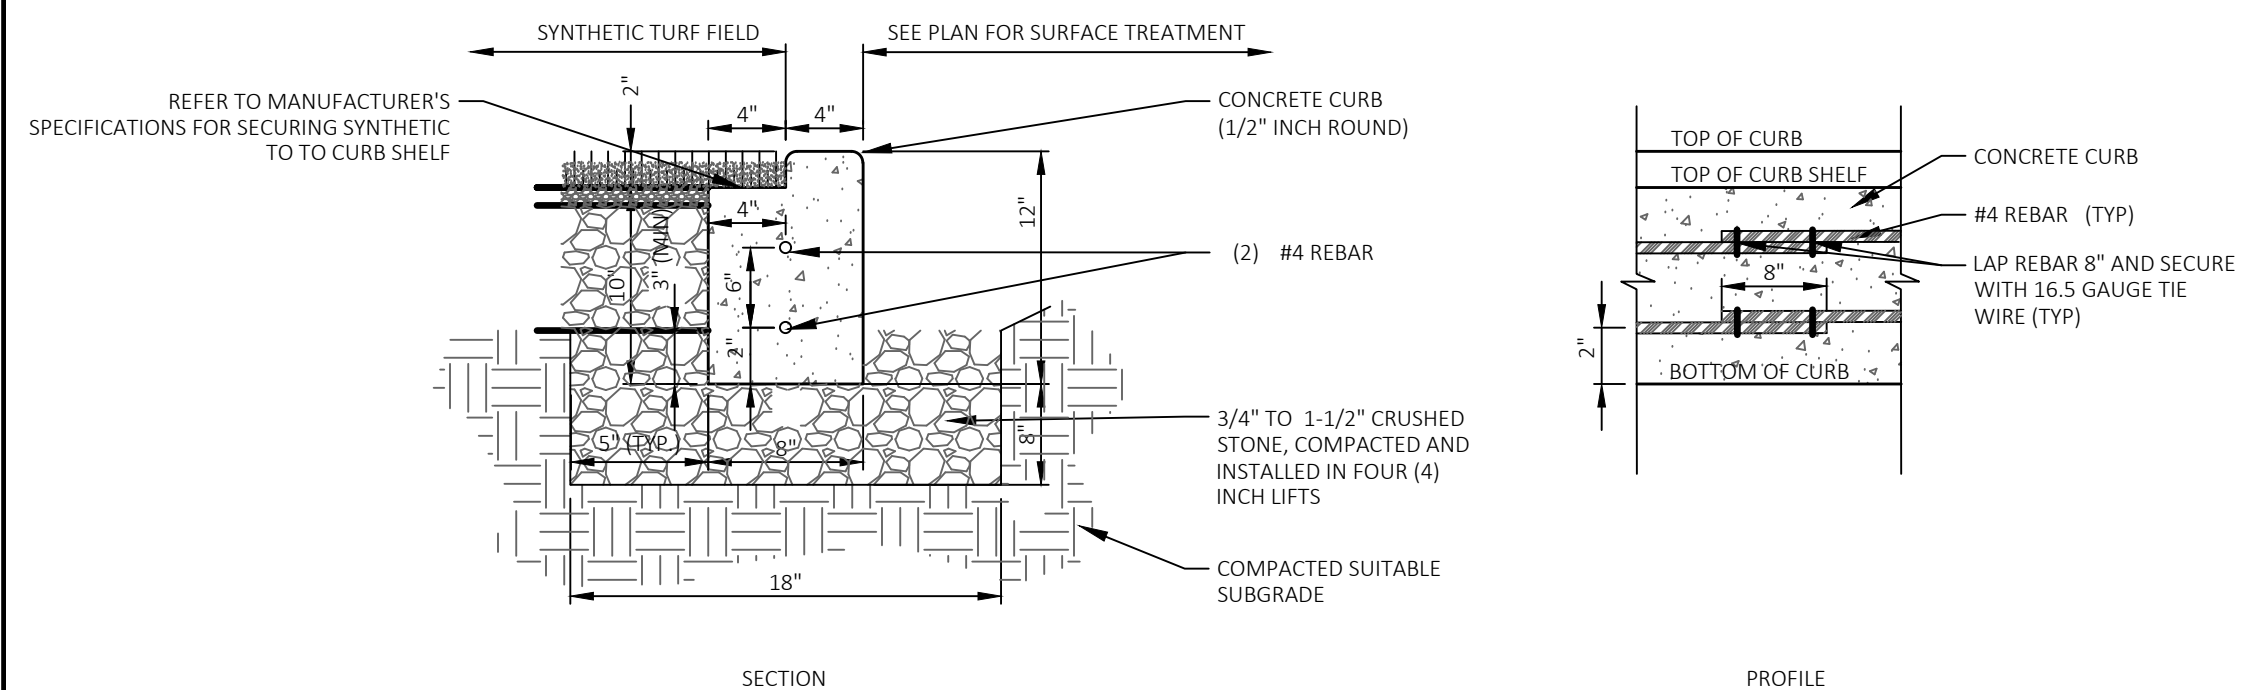 SYNTHETIC TURF FIELD
SEE PLAN FOR SURFACE TREATMENT
2"
REFER TO MANUFACTURER'S
SPECIFICATIONS FOR SECURING SYNTHETIC
TO TO CURB SHELF
4"
4"
CONCRETE CURB
(1/2" INCH ROUND)
4"
12"
10"
3" (MIN)
6"
2"
(2) #4 REBAR
5" (TYP.)
8"
8"
3/4" TO 1-1/2" CRUSHED
STONE, COMPACTED AND
INSTALLED IN FOUR (4)
INCH LIFTS
18"
COMPACTED SUITABLE
SUBGRADE
SECTION
TOP OF CURB
TOP OF CURB SHELF
CONCRETE CURB
#4 REBAR (TYP)
8"
LAP REBAR 8" AND SECURE
WITH 16.5 GAUGE TIE
WIRE (TYP)
2"
BOTTOM OF CURB
PROFILE